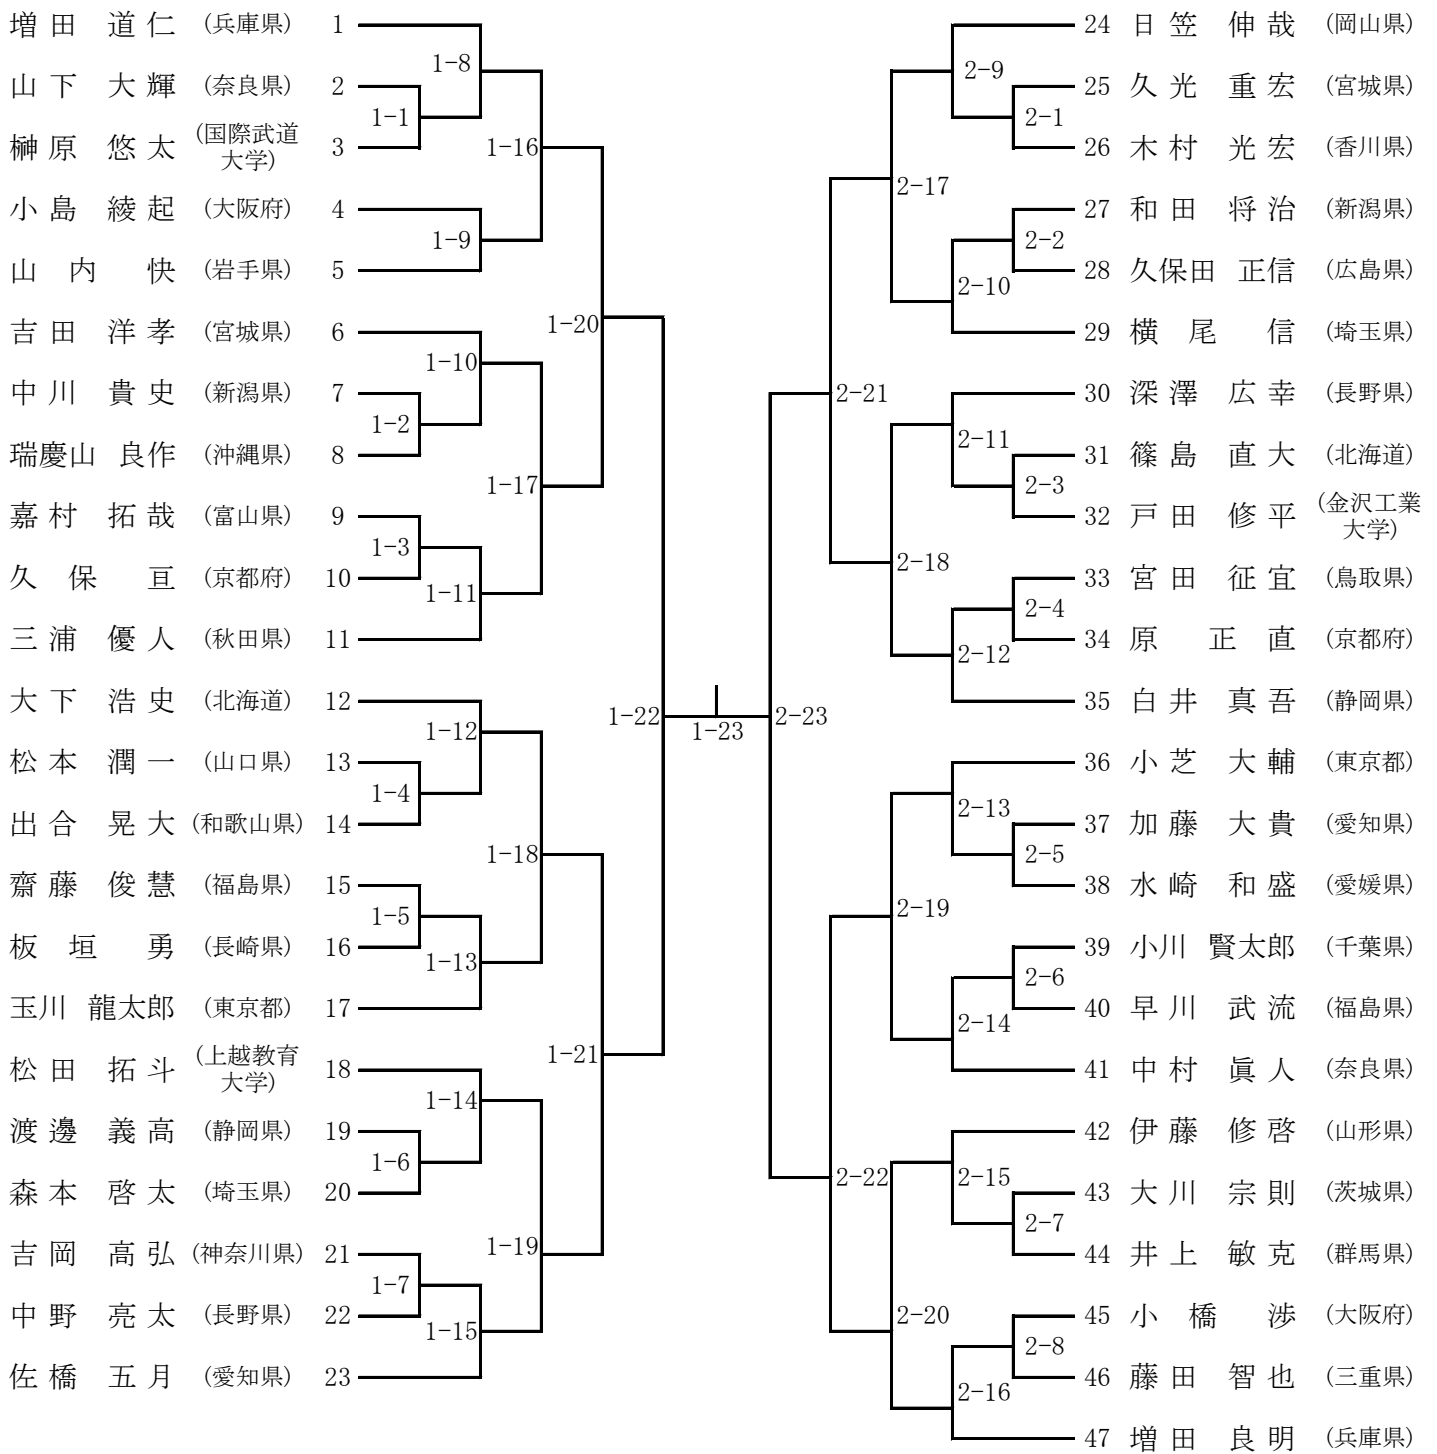 増田 道仁 (兵庫県) 1
山下 大輝 (奈良県) 2
榊原 悠太 (国際武道大学) 3
小島 綾起 (大阪府) 4
山内 快 (岩手県) 5
吉田 洋孝 (宮城県) 6
中川 貴史 (新潟県) 7
瑞慶山 良作 (沖縄県) 8
嘉村 拓哉 (富山県) 9
久保 亘 (京都府) 10
三浦 優人 (秋田県) 11
大下 浩史 (北海道) 12
松本 潤一 (山口県) 13
出合 晃大 (和歌山県) 14
齋藤 俊慧 (福島県) 15
板垣 勇 (長崎県) 16
玉川 龍太郎 (東京都) 17
松田 拓斗 (上越教育大学) 18
渡邊 義高 (静岡県) 19
森本 啓太 (埼玉県) 20
吉岡 高弘 (神奈川県) 21
中野 亮太 (長野県) 22
佐橋 五月 (愛知県) 23
1-1
1-2
1-3
1-4
1-5
1-6
1-7
1-8
1-9
1-10
1-11
1-12
1-13
1-14
1-15
1-16
1-17
1-18
1-19
1-20
1-21
1-22
1-23
2-23
2-21
2-22
2-17
2-18
2-19
2-20
2-9
2-10
2-11
2-12
2-13
2-14
2-15
2-16
2-1
2-2
2-3
2-4
2-5
2-6
2-7
2-8
24 日笠 伸哉 (岡山県)
25 久光 重宏 (宮城県)
26 木村 光宏 (香川県)
27 和田 将治 (新潟県)
28 久保田 正信 (広島県)
29 横尾 信 (埼玉県)
30 深澤 広幸 (長野県)
31 篠島 直大 (北海道)
32 戸田 修平 (金沢工業大学)
33 宮田 征宜 (鳥取県)
34 原 正直 (京都府)
35 白井 真吾 (静岡県)
36 小芝 大輔 (東京都)
37 加藤 大貴 (愛知県)
38 水崎 和盛 (愛媛県)
39 小川 賢太郎 (千葉県)
40 早川 武流 (福島県)
41 中村 眞人 (奈良県)
42 伊藤 修啓 (山形県)
43 大川 宗則 (茨城県)
44 井上 敏克 (群馬県)
45 小橋 渉 (大阪府)
46 藤田 智也 (三重県)
47 増田 良明 (兵庫県)